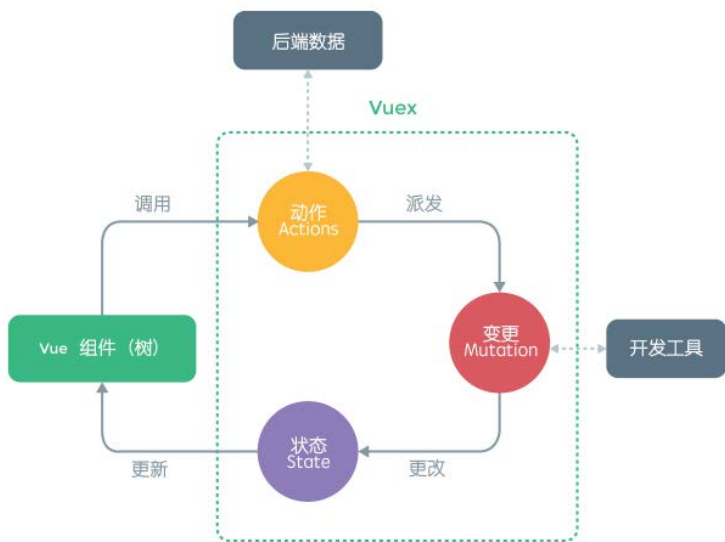 后端数据
Vuex
调用
动作
Actions
派发
Vue 组件（树）
变更
Mutation
开发工具
状态
State
更新
更改